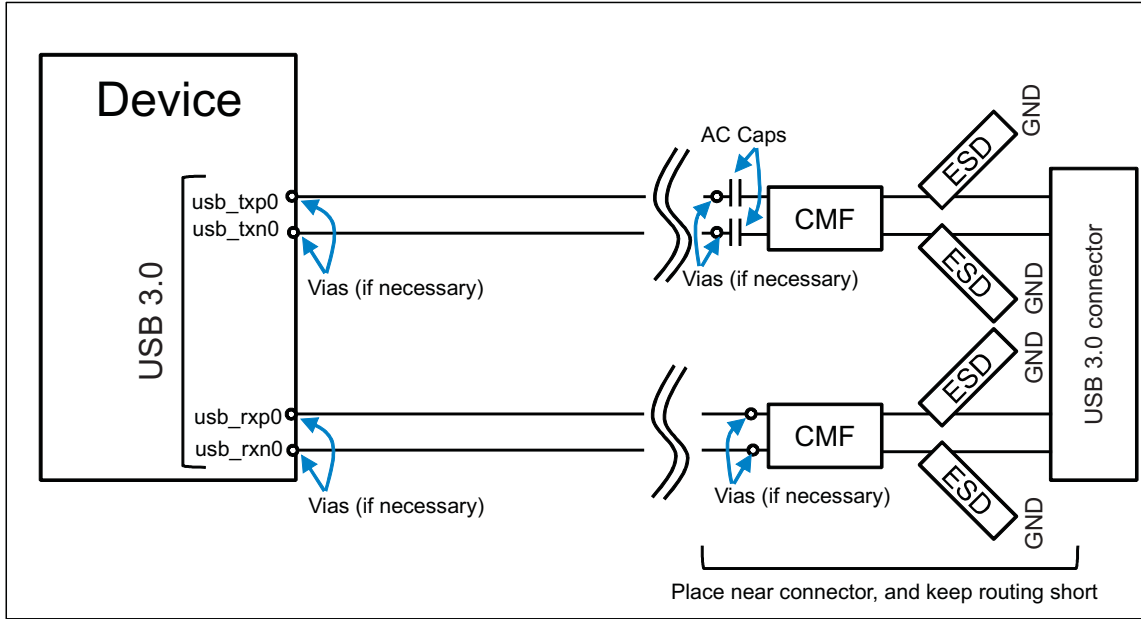 Device
USB 3.0
usb_txp0
usb_txn0
Vias (if necessary)
usb_rxp0
usb_rxn0
Vias (if necessary)
AC Caps
Vias (if necessary)
CMF
ESD
GND
ESD
GND
Vias (if necessary)
CMF
ESD
GND
ESD
GND
USB 3.0 connector
Place near connector, and keep routing short